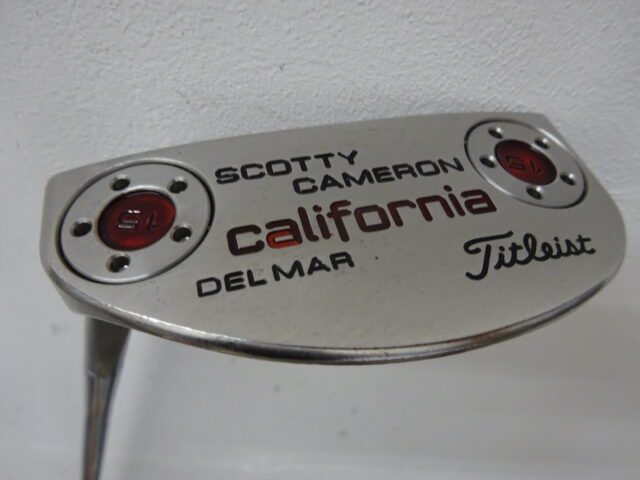 SCOTTY
CAMERON
california
DEL MAR
Titleist
15
15